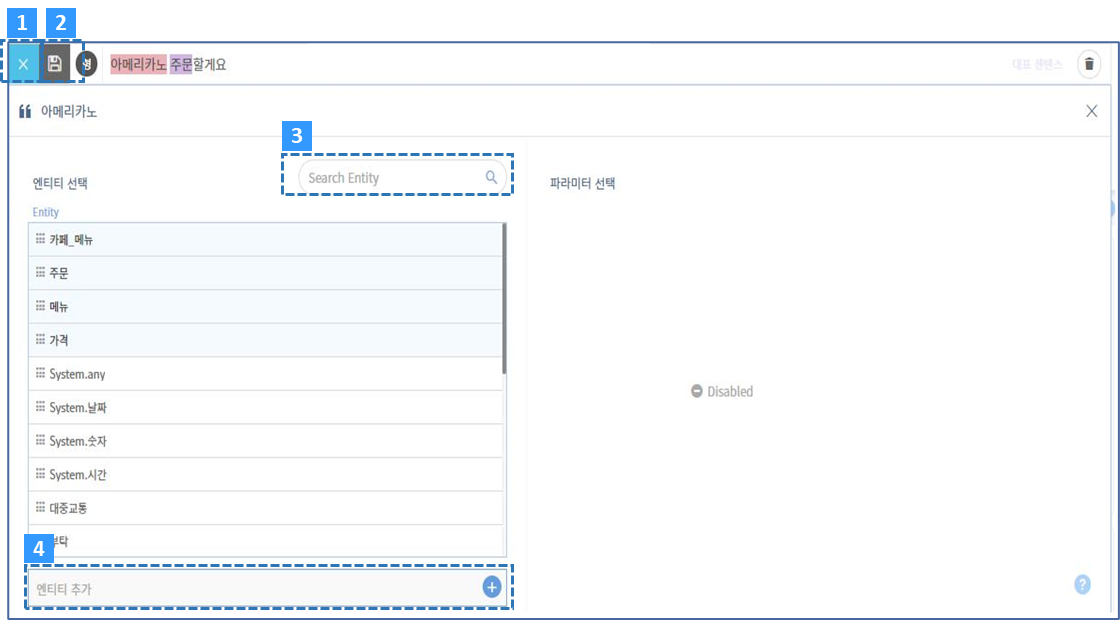 1 2
평 아메리카노 주문할게요 대표 센텐스
아메리카노
3
엔티티 선택 Search Entity 파라미터 선택
Entity
카페_메뉴
주문
메뉴
가격
System.any
Disabled
System.날짜
System.숫자
System.시간
대중교통
부탁
4
엔티티 추가
?